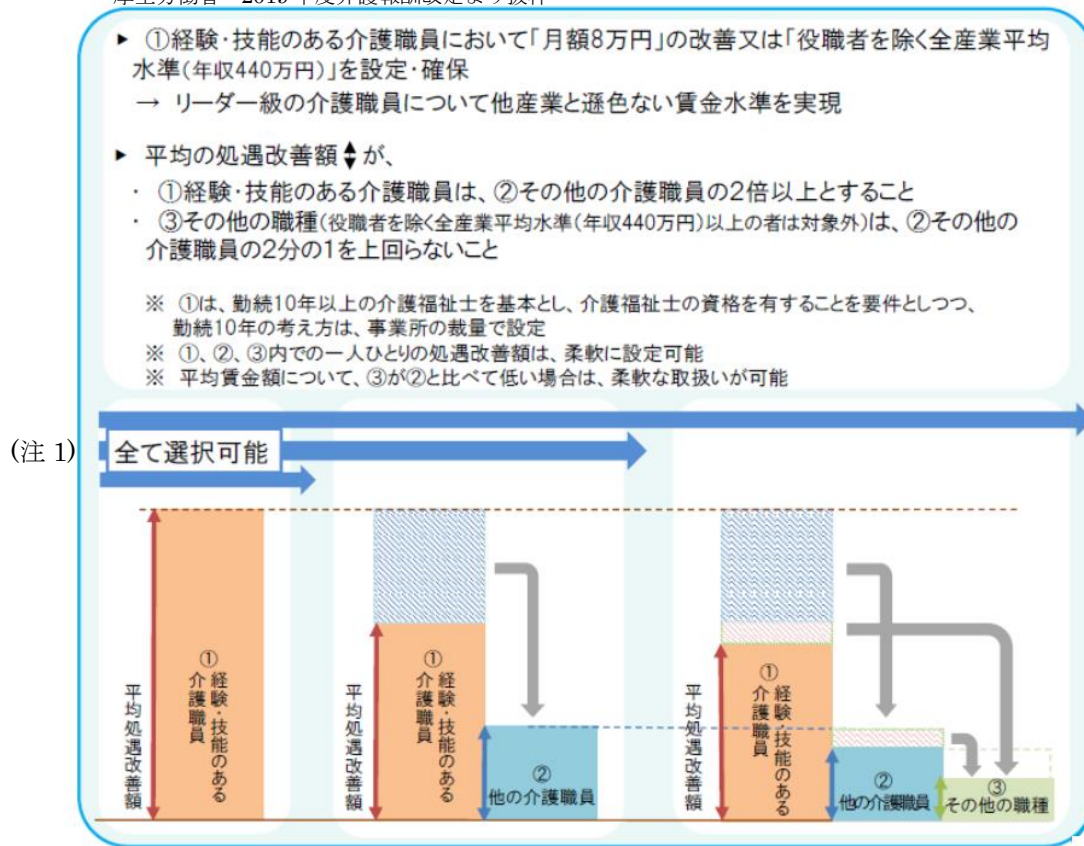 厚生労働省 2019 年度介護報酬改定より抜粋
▶ ①経験・技能のある介護職員において「月額8万円」の改善又は「役職者を除く全産業平均
水準(年収440万円)」を設定・確保
→ リーダー級の介護職員について他産業と遜色ない賃金水準を実現
▶ 平均の処遇改善額が、
・ ①経験・技能のある介護職員は、②その他の介護職員の2倍以上とすること
・ ③その他の職種(役職者を除く全産業平均水準(年収440万円)以上の者は対象外)は、②その他の
介護職員の2分の1を上回らないこと
※ ①は、勤続10年以上の介護福祉士を基本とし、介護福祉士の資格を有することを要件としつつ、
勤続10年の考え方は、事業所の裁量で設定
※ ①、②、③内での一人ひとりの処遇改善額は、柔軟に設定可能
※ 平均賃金額について、③が②と比べて低い場合は、柔軟な取扱いが可能
(注 1)
全て選択可能
平均処遇改善額
①
経験・技能のある
介護職員
平均処遇改善額
①
経験・技能のある
介護職員
②
他の介護職員
平均処遇改善額
①
経験・技能のある
介護職員
②
他の介護職員
③
その他の職種